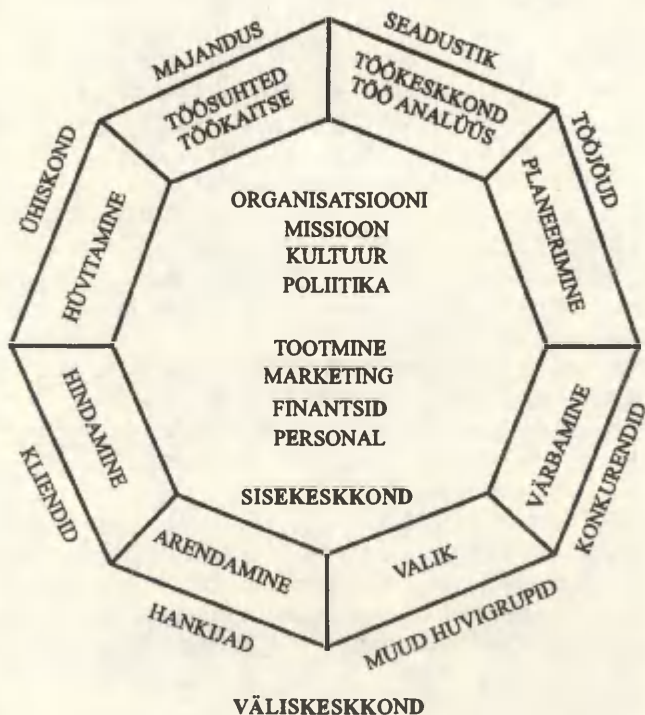 MAJANDUS
SEADUSTIK
TÖÖSUHTED
TÖÖKAITSE
TÖÖKESKKOND
TÖÖ ANALÜÜS
ÜHISKOND
TÖÖJÕUD
HÜVITAMINE
PLANEERIMINE
ORGANISATSIOONI
MISSIOON
KULTUUR
POLIITIKA
TOOTMINE
MARKETING
FINANTSID
PERSONAL
HINDAMINE
VÄRBAMINE
KLIENDID
KONKURENDID
SISEKESKKOND
ARENDAMINE
VALIK
HANKIJAD
MUUD HUVIGRUPID
VÄLISKESKKOND